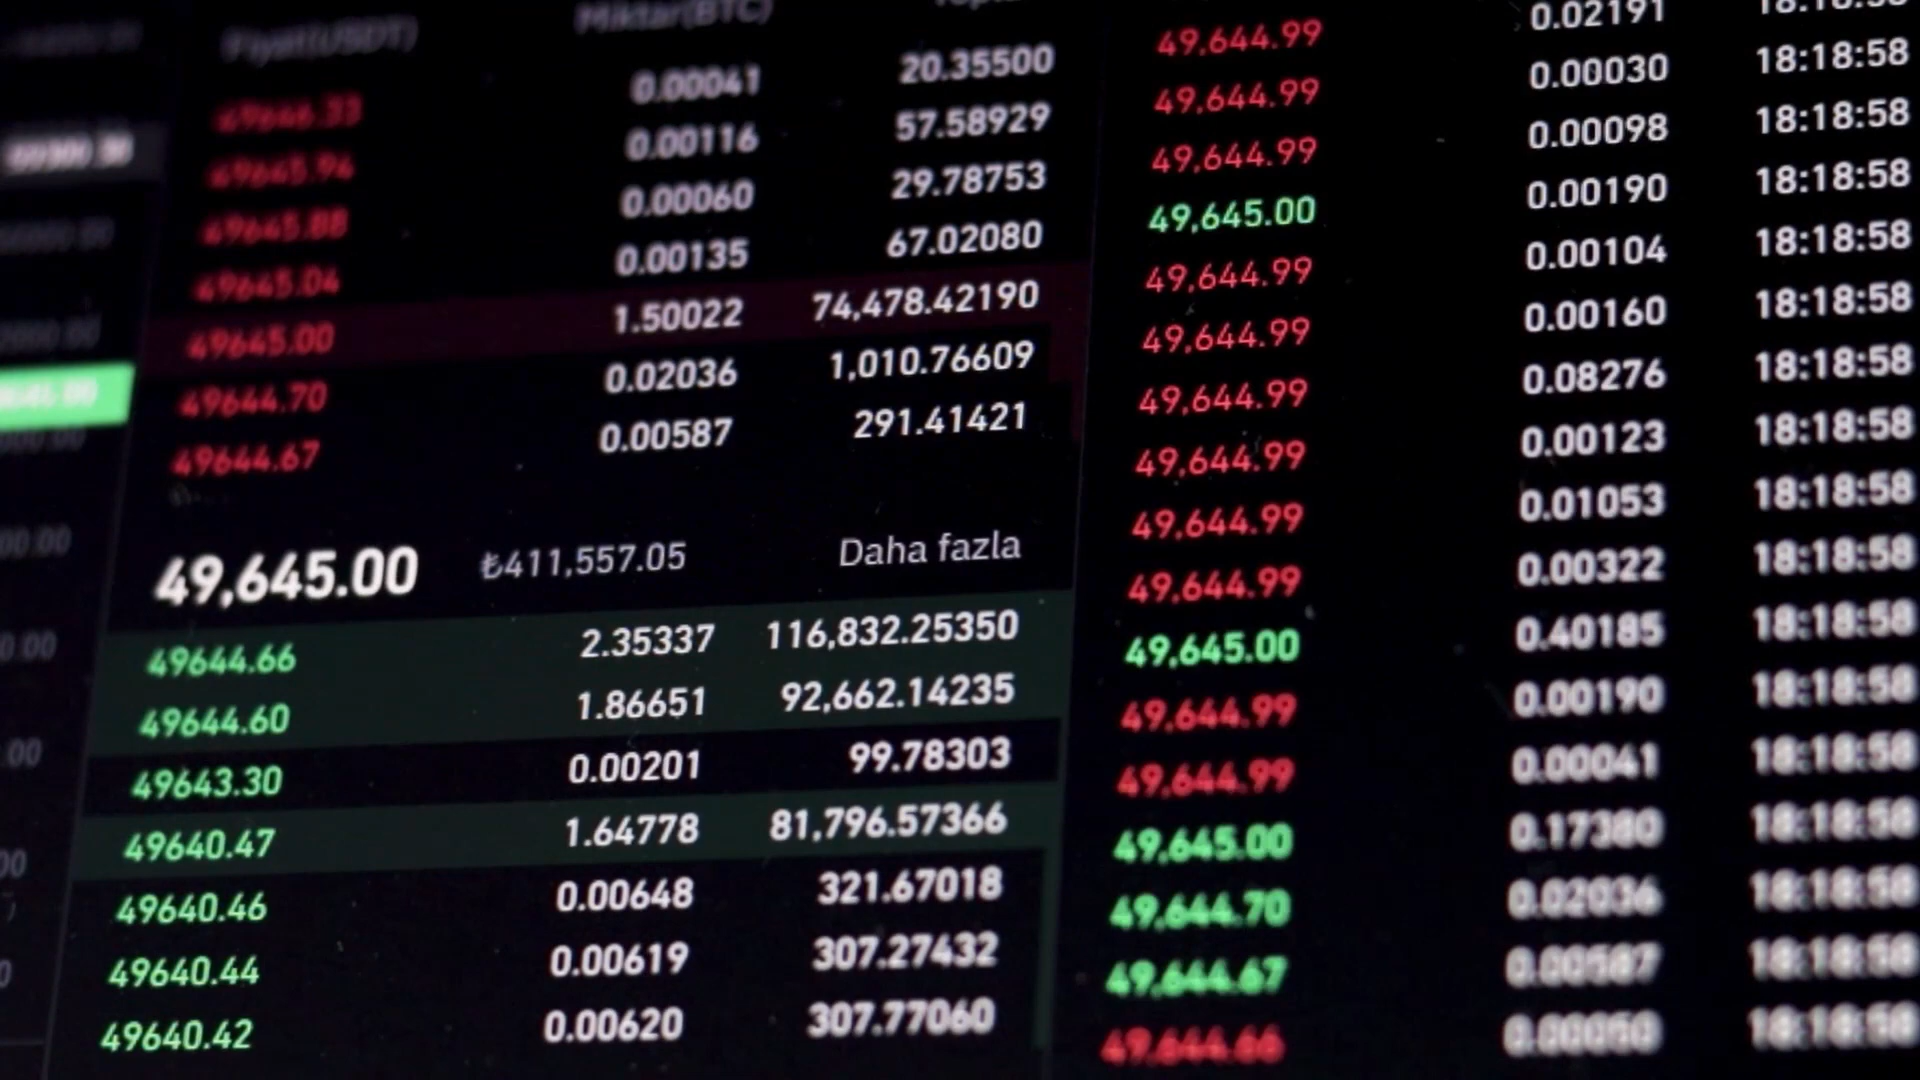 Fiyat(USDT) Miktar(BTC)
49646.33 0.00041 20.35500
49645.94 0.00116 57.58929
49645.88 0.00060 29.78753
49645.04 0.00135 67.02080
49645.00 1.50022 74,478.42190
49644.70 0.02036 1,010.76609
49644.67 0.00587 291.41421
49,645.00 ₺411,557.05 Daha fazla
49644.66 2.35337 116,832.25350
49644.60 1.86651 92,662.14235
49643.30 0.00201 99.78303
49640.47 1.64778 81,796.57366
49640.46 0.00648 321.67018
49640.44 0.00619 307.27432
49640.42 0.00620 307.77060
49,644.99 0.02191
49,644.99 0.00030 18:18:58
49,644.99 0.00098 18:18:58
49,645.00 0.00190 18:18:58
49,644.99 0.00104 18:18:58
49,644.99 0.00160 18:18:58
49,644.99 0.08276 18:18:58
49,644.99 0.00123 18:18:58
49,644.99 0.01053 18:18:58
49,644.99 0.00322 18:18:58
49,645.00 0.40185 18:18:58
49,644.99 0.00190 18:18:58
49,644.99 0.00041 18:18:58
49,645.00 0.17380 18:18:58
49,644.70 0.02036 18:18:58
49,644.67 0.00587 18:18:58
49,644.66 0.00050 18:18:58